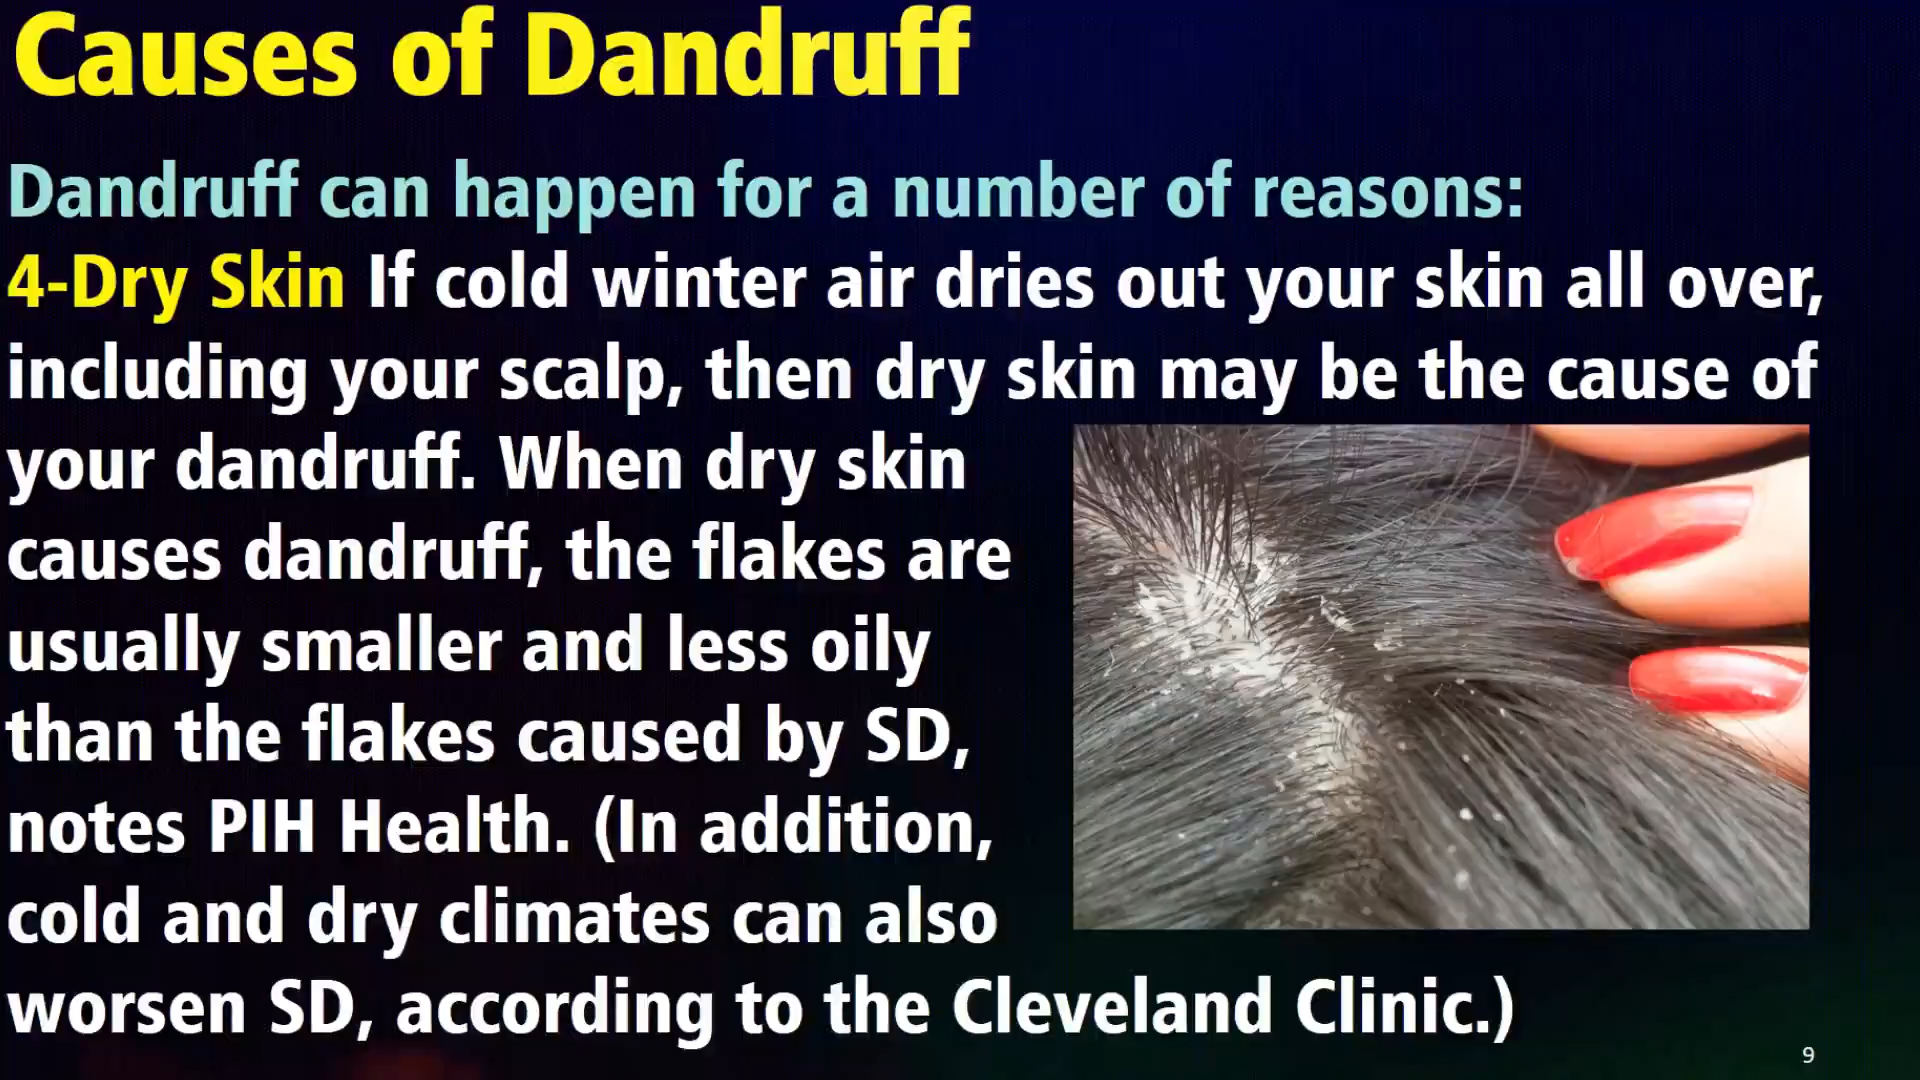 Causes of Dandruff
Dandruff can happen for a number of reasons:
4-Dry Skin If cold winter air dries out your skin all over,
including your scalp, then dry skin may be the cause of
your dandruff. When dry skin
causes dandruff, the flakes are
usually smaller and less oily
than the flakes caused by SD,
notes PIH Health. (In addition,
cold and dry climates can also
worsen SD, according to the Cleveland Clinic.)
9